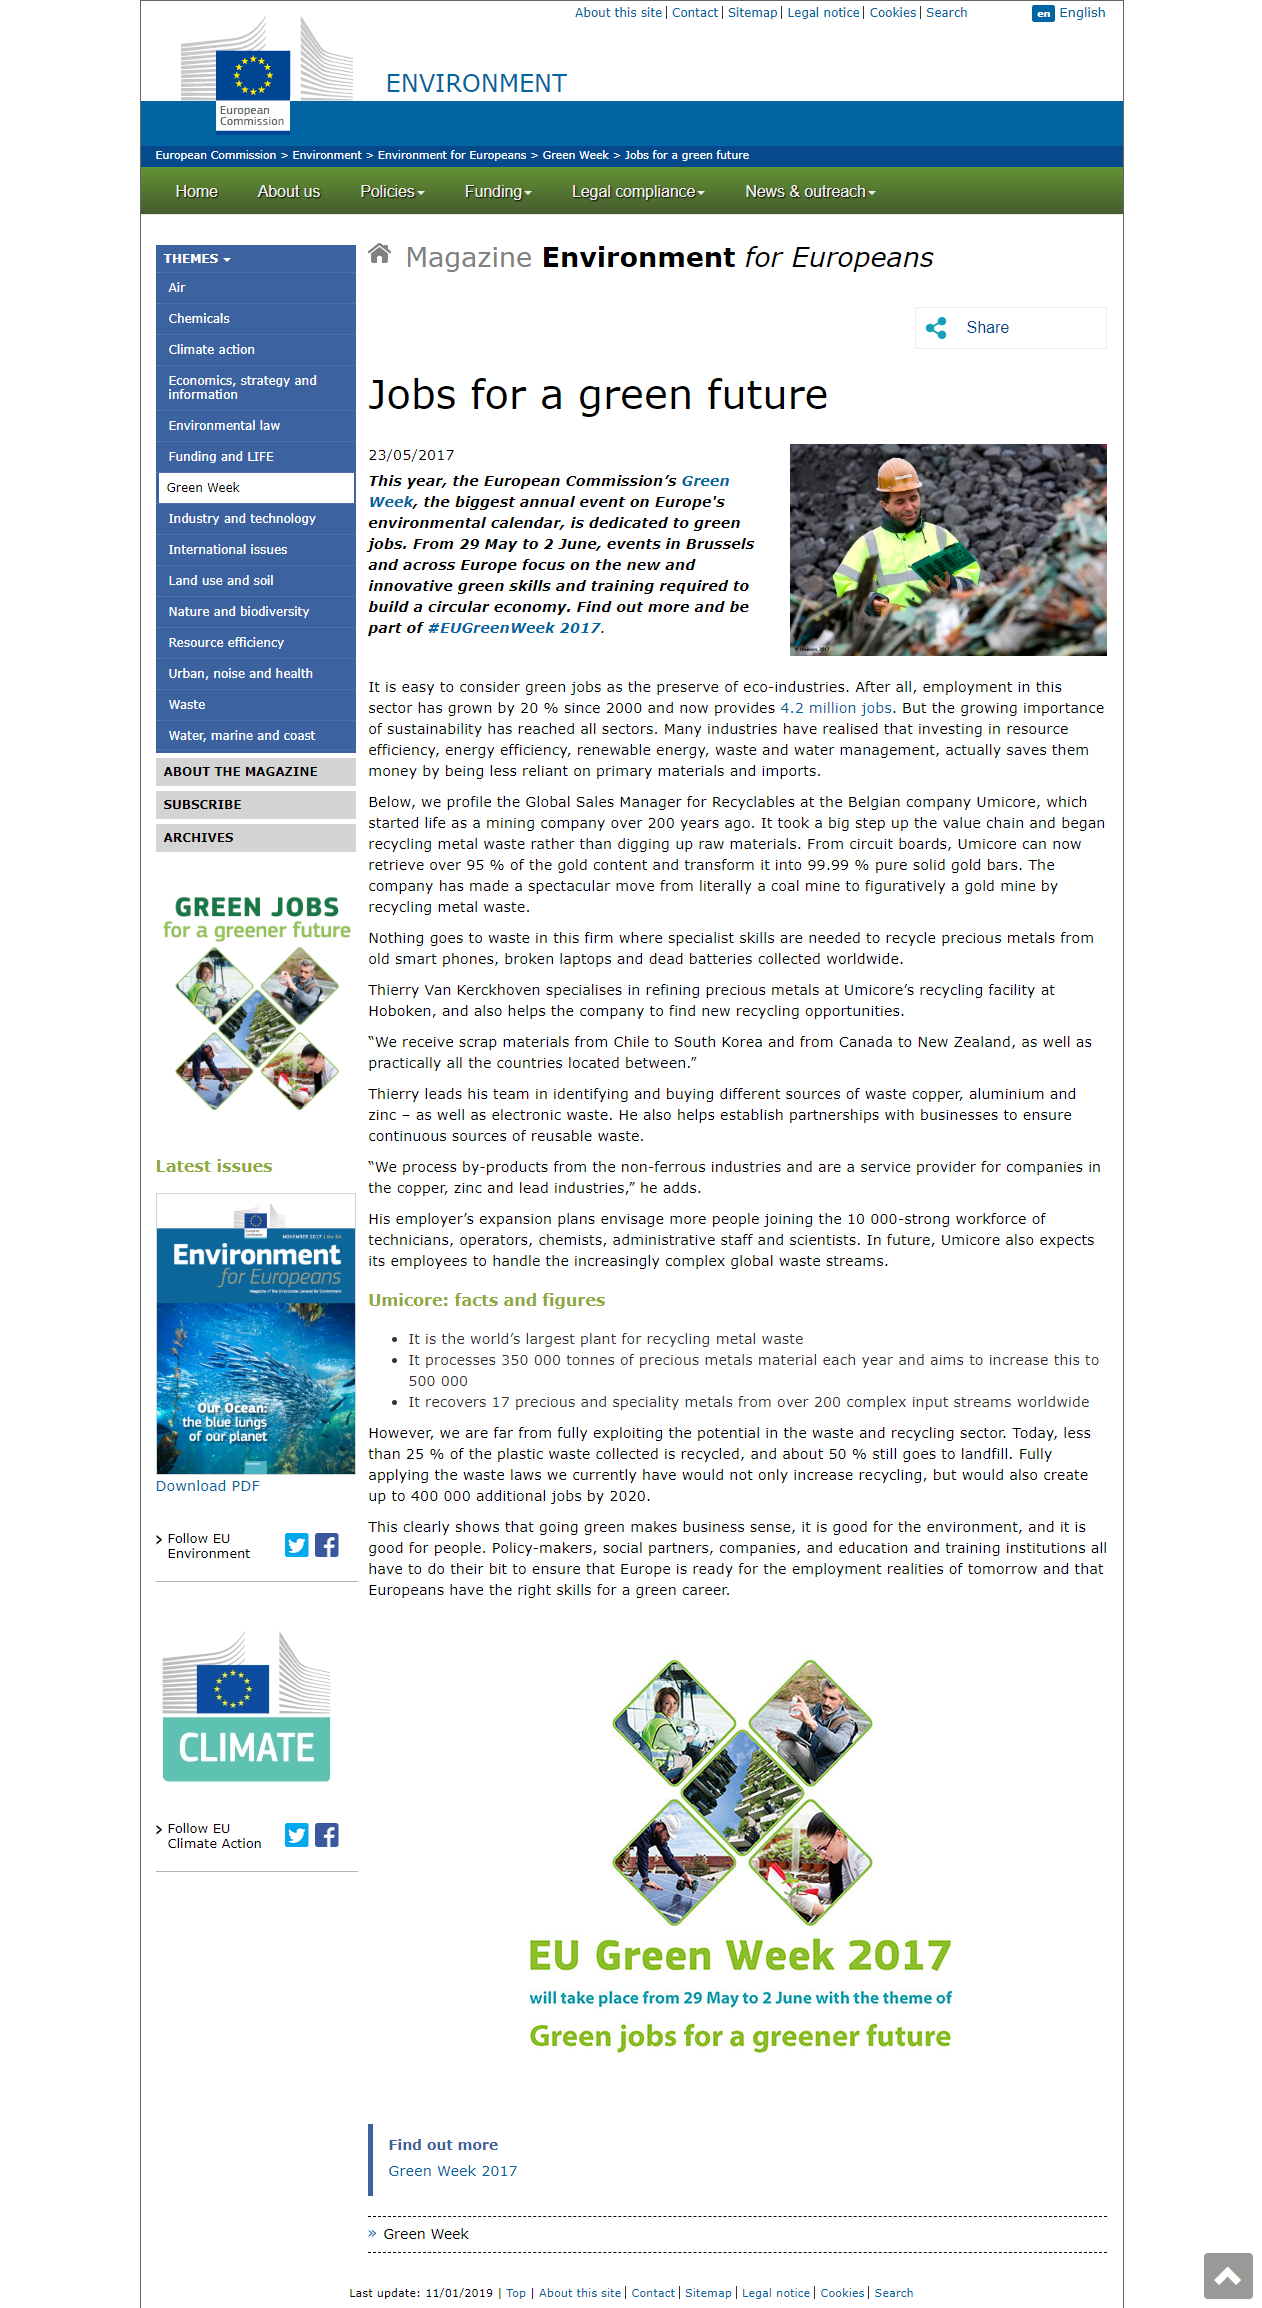 About this site | Contact | Sitemap | Legal notice | Cookies | Search
en English
ENVIRONMENT
European
Commission
European Commission > Environment > Environment for Europeans > Green Week > Jobs for a green future
Home About us Policies Funding Legal compliance News & outreach
THEMES
Air
Chemicals
Climate action
Economics, strategy and
information
Environmental law
Funding and LIFE
Green Week
Industry and technology
International issues
Land use and soil
Nature and biodiversity
Resource efficiency
Urban, noise and health
Waste
Water, marine and coast
ABOUT THE MAGAZINE
SUBSCRIBE
ARCHIVES
GREEN JOBS
for a greener future
Latest issues
European
Commission
NOVEMBER 2017 | No 64
Environment
for Europeans
Magazine of the Directorate-General for Environment
Our Ocean:
the blue lungs
of our planet
Download PDF
Follow EU
Environment
CLIMATE
Follow EU
Climate Action
Magazine Environment for Europeans
Share
Jobs for a green future
23/05/2017
This year, the European Commission’s Green
Week, the biggest annual event on Europe's
environmental calendar, is dedicated to green
jobs. From 29 May to 2 June, events in Brussels
and across Europe focus on the new and
innovative green skills and training required to
build a circular economy. Find out more and be
part of #EUGreenWeek 2017.
© Umicore, 2017
It is easy to consider green jobs as the preserve of eco-industries. After all, employment in this
sector has grown by 20 % since 2000 and now provides 4.2 million jobs. But the growing importance
of sustainability has reached all sectors. Many industries have realised that investing in resource
efficiency, energy efficiency, renewable energy, waste and water management, actually saves them
money by being less reliant on primary materials and imports.
Below, we profile the Global Sales Manager for Recyclables at the Belgian company Umicore, which
started life as a mining company over 200 years ago. It took a big step up the value chain and began
recycling metal waste rather than digging up raw materials. From circuit boards, Umicore can now
retrieve over 95 % of the gold content and transform it into 99.99 % pure solid gold bars. The
company has made a spectacular move from literally a coal mine to figuratively a gold mine by
recycling metal waste.
Nothing goes to waste in this firm where specialist skills are needed to recycle precious metals from
old smart phones, broken laptops and dead batteries collected worldwide.
Thierry Van Kerckhoven specialises in refining precious metals at Umicore’s recycling facility at
Hoboken, and also helps the company to find new recycling opportunities.
“We receive scrap materials from Chile to South Korea and from Canada to New Zealand, as well as
practically all the countries located between.”
Thierry leads his team in identifying and buying different sources of waste copper, aluminium and
zinc – as well as electronic waste. He also helps establish partnerships with businesses to ensure
continuous sources of reusable waste.
“We process by-products from the non-ferrous industries and are a service provider for companies in
the copper, zinc and lead industries,” he adds.
His employer’s expansion plans envisage more people joining the 10 000-strong workforce of
technicians, operators, chemists, administrative staff and scientists. In future, Umicore also expects
its employees to handle the increasingly complex global waste streams.
Umicore: facts and figures
• It is the world’s largest plant for recycling metal waste
• It processes 350 000 tonnes of precious metals material each year and aims to increase this to
500 000
• It recovers 17 precious and speciality metals from over 200 complex input streams worldwide
However, we are far from fully exploiting the potential in the waste and recycling sector. Today, less
than 25 % of the plastic waste collected is recycled, and about 50 % still goes to landfill. Fully
applying the waste laws we currently have would not only increase recycling, but would also create
up to 400 000 additional jobs by 2020.
This clearly shows that going green makes business sense, it is good for the environment, and it is
good for people. Policy-makers, social partners, companies, and education and training institutions all
have to do their bit to ensure that Europe is ready for the employment realities of tomorrow and that
Europeans have the right skills for a green career.
EU Green Week 2017
will take place from 29 May to 2 June with the theme of
Green jobs for a greener future
Find out more
Green Week 2017
» Green Week
Last update: 11/01/2019 | Top | About this site | Contact | Sitemap | Legal notice | Cookies | Search